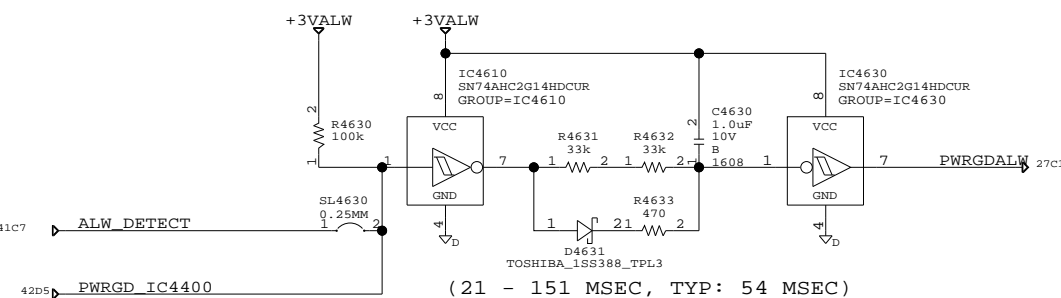 +3VALW
+3VALW
IC4610
SN74AHC2G14HDCUR
GROUP=IC4610
IC4630
SN74AHC2G14HDCUR
GROUP=IC4630
8
8
2
R4630
100k
1
VCC
C4630
1.0uF
10V
B
1608
2
1
VCC
R4631
33k
R4632
33k
1
7
1
2
1
2
1
7
PWRGDALW
27C1
GND
GND
SL4630
0.25MM
R4633
470
41C7
ALW_DETECT
1
2
4
D
1
2
1
2
4
D
D4631
TOSHIBA_1SS388_TPL3
42D5
PWRGD_IC4400
(21 - 151 MSEC, TYP: 54 MSEC)